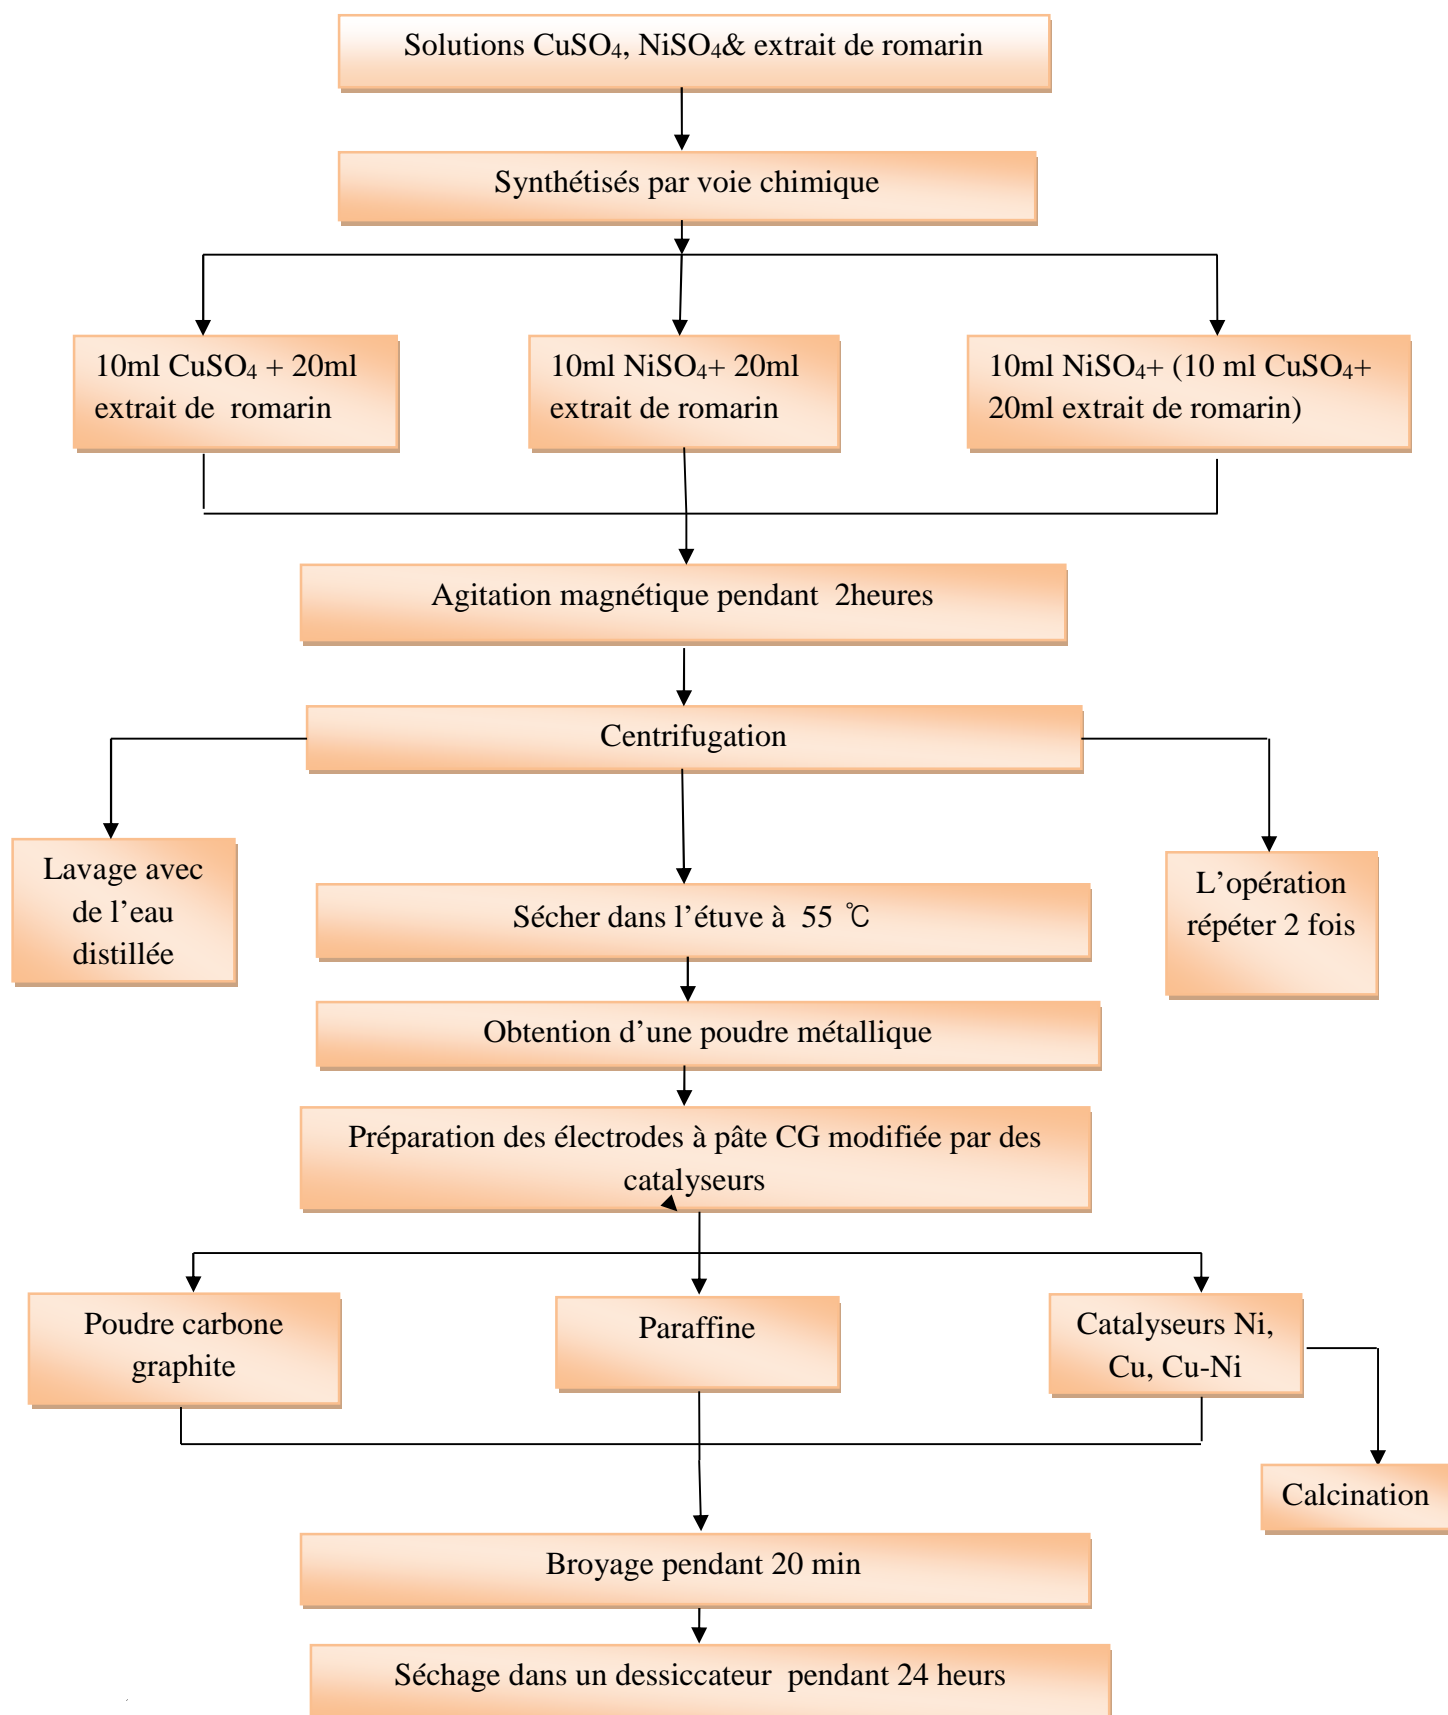 Solutions CuSO₄, NiSO₄& extrait de romarin
Synthétisés par voie chimique
10ml CuSO₄ + 20ml
extrait de romarin
10ml NiSO₄+ 20ml
extrait de romarin
10ml NiSO₄+ (10 ml CuSO₄+
20ml extrait de romarin)
Agitation magnétique pendant 2heures
Centrifugation
Lavage avec
de l’eau
distillée
L’opération
répéter 2 fois
Sécher dans l’étuve à 55 ℃
Obtention d’une poudre métallique
Préparation des électrodes à pâte CG modifiée par des
catalyseurs
Poudre carbone
graphite
Paraffine
Catalyseurs Ni,
Cu, Cu-Ni
Calcination
Broyage pendant 20 min
Séchage dans un dessiccateur pendant 24 heurs